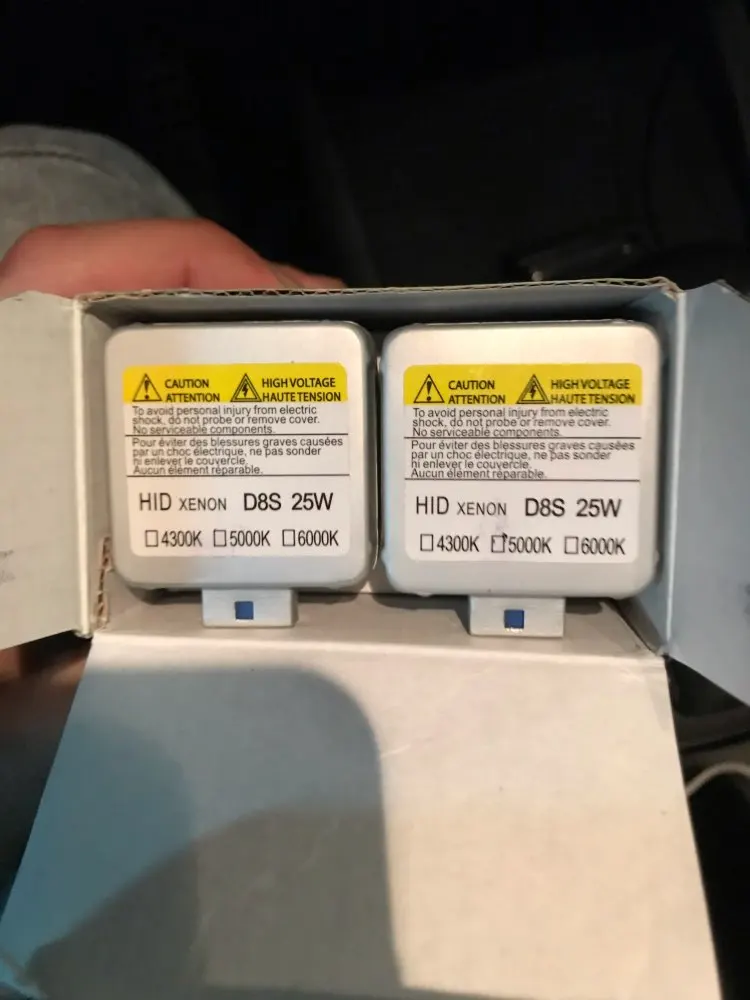 CAUTION
ATTENTION
HIGH VOLTAGE
HAUTE TENSION
To avoid personal injury from electric
shock, do not probe or remove cover.
No serviceable components.
Pour éviter des blessures graves causées
par un choc électrique, ne pas sonder
ni enlever le couvercle.
Aucun élément réparable.
HID XENON D8S 25W
☐4300K ☐5000K ☐6000K
CAUTION
ATTENTION
HIGH VOLTAGE
HAUTE TENSION
To avoid personal injury from electric
shock, do not probe or remove cover.
No serviceable components.
Pour éviter des blessures graves causées
par un choc électrique, ne pas sonder
ni enlever le couvercle.
Aucun élément réparable.
HID XENON D8S 25W
☐4300K ☐5000K ☐6000K